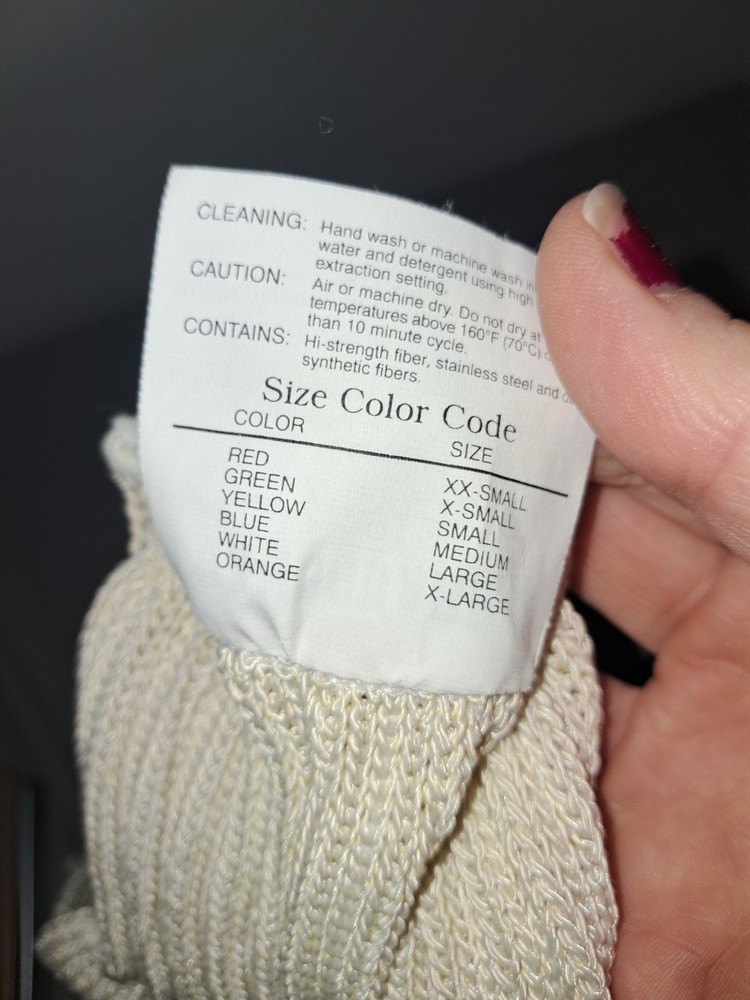 CLEANING: Hand wash or machine wash in
water and detergent using high
extraction setting.
CAUTION: Air or machine dry. Do not dry at
temperatures above 160°F (70°C)
than 10 minute cycle.
CONTAINS: Hi-strength fiber, stainless steel and
synthetic fibers.
Size Color Code
COLOR SIZE
RED XX-SMALL
GREEN X-SMALL
YELLOW SMALL
BLUE MEDIUM
WHITE LARGE
ORANGE X-LARGE